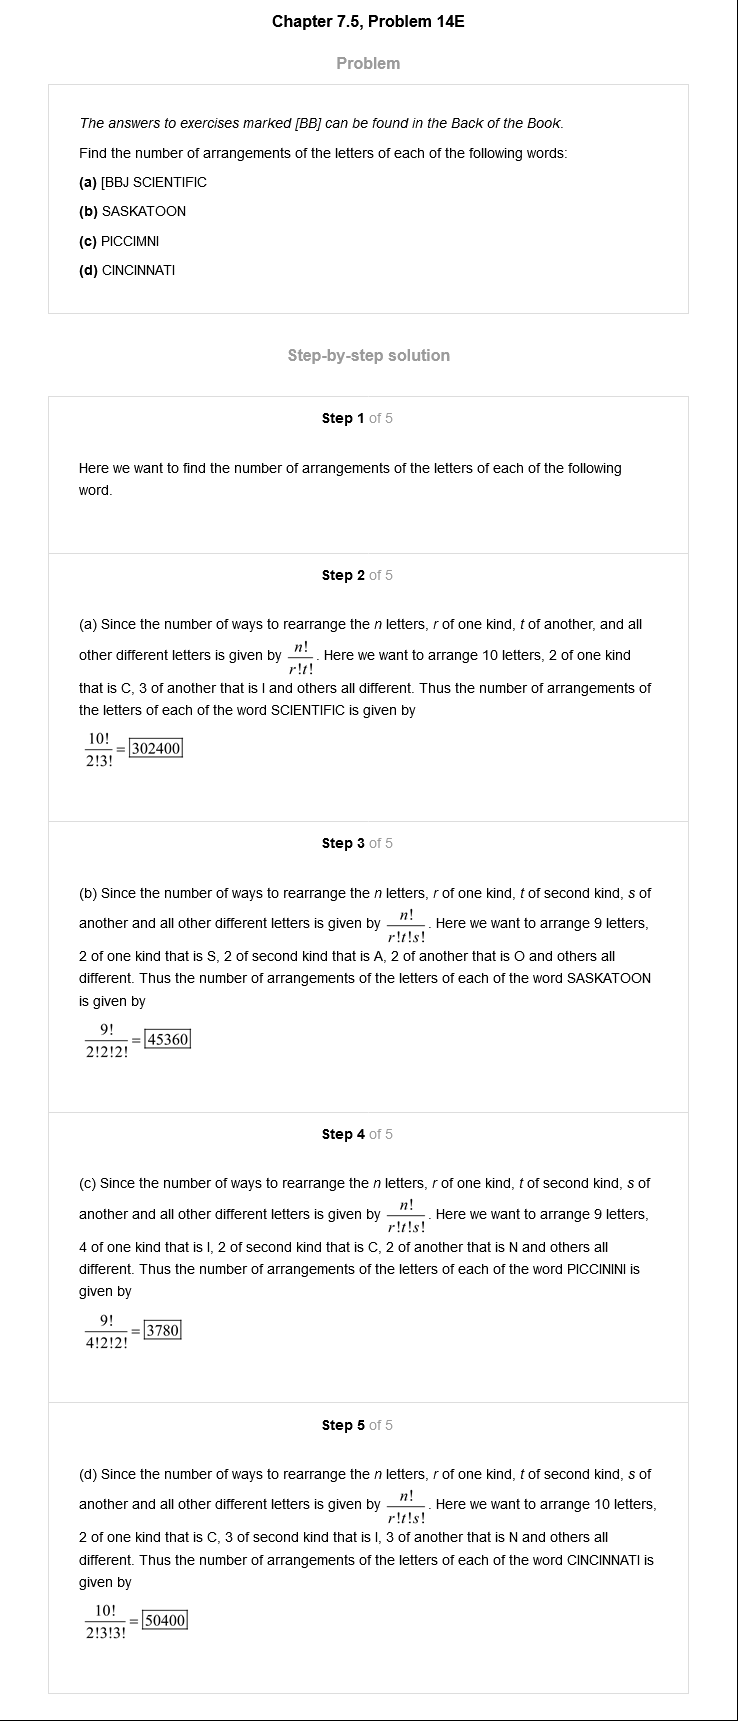 Chapter 7.5, Problem 14E
Problem
The answers to exercises marked [BB] can be found in the Back of the Book.
Find the number of arrangements of the letters of each of the following words:
(a) [BBJ SCIENTIFIC
(b) SASKATOON
(c) PICCIMNI
(d) CINCINNATI
Step-by-step solution
Step 1 of 5
Here we want to find the number of arrangements of the letters of each of the following
word.
Step 2 of 5
(a) Since the number of ways to rearrange the n letters, r of one kind, t of another, and all
other different letters is given by n!/r!t!. Here we want to arrange 10 letters, 2 of one kind
that is C, 3 of another that is I and others all different. Thus the number of arrangements of
the letters of each of the word SCIENTIFIC is given by
10!/2!3! = 302400
Step 3 of 5
(b) Since the number of ways to rearrange the n letters, r of one kind, t of second kind, s of
another and all other different letters is given by n!/r!t!s!. Here we want to arrange 9 letters,
2 of one kind that is S, 2 of second kind that is A, 2 of another that is O and others all
different. Thus the number of arrangements of the letters of each of the word SASKATOON
is given by
9!/2!2!2! = 45360
Step 4 of 5
(c) Since the number of ways to rearrange the n letters, r of one kind, t of second kind, s of
another and all other different letters is given by n!/r!t!s!. Here we want to arrange 9 letters,
4 of one kind that is I, 2 of second kind that is C, 2 of another that is N and others all
different. Thus the number of arrangements of the letters of each of the word PICCININI is
given by
9!/4!2!2! = 3780
Step 5 of 5
(d) Since the number of ways to rearrange the n letters, r of one kind, t of second kind, s of
another and all other different letters is given by n!/r!t!s!. Here we want to arrange 10 letters,
2 of one kind that is C, 3 of second kind that is I, 3 of another that is N and others all
different. Thus the number of arrangements of the letters of each of the word CINCINNATI is
given by
10!/2!3!3! = 50400